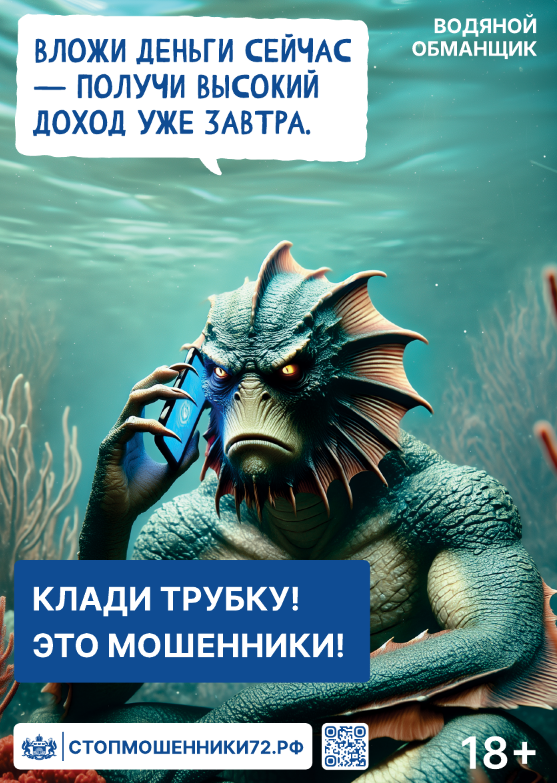 ВОДЯНОЙ
ОБМАНЩИК
ВЛОЖИ ДЕНЬГИ СЕЙЧАС
— ПОЛУЧИ ВЫСОКИЙ
ДОХОД УЖЕ ЗАВТРА.
КЛАДИ ТРУБКУ!
ЭТО МОШЕННИКИ!
СТОПМОШЕННИКИ72.РФ
18+